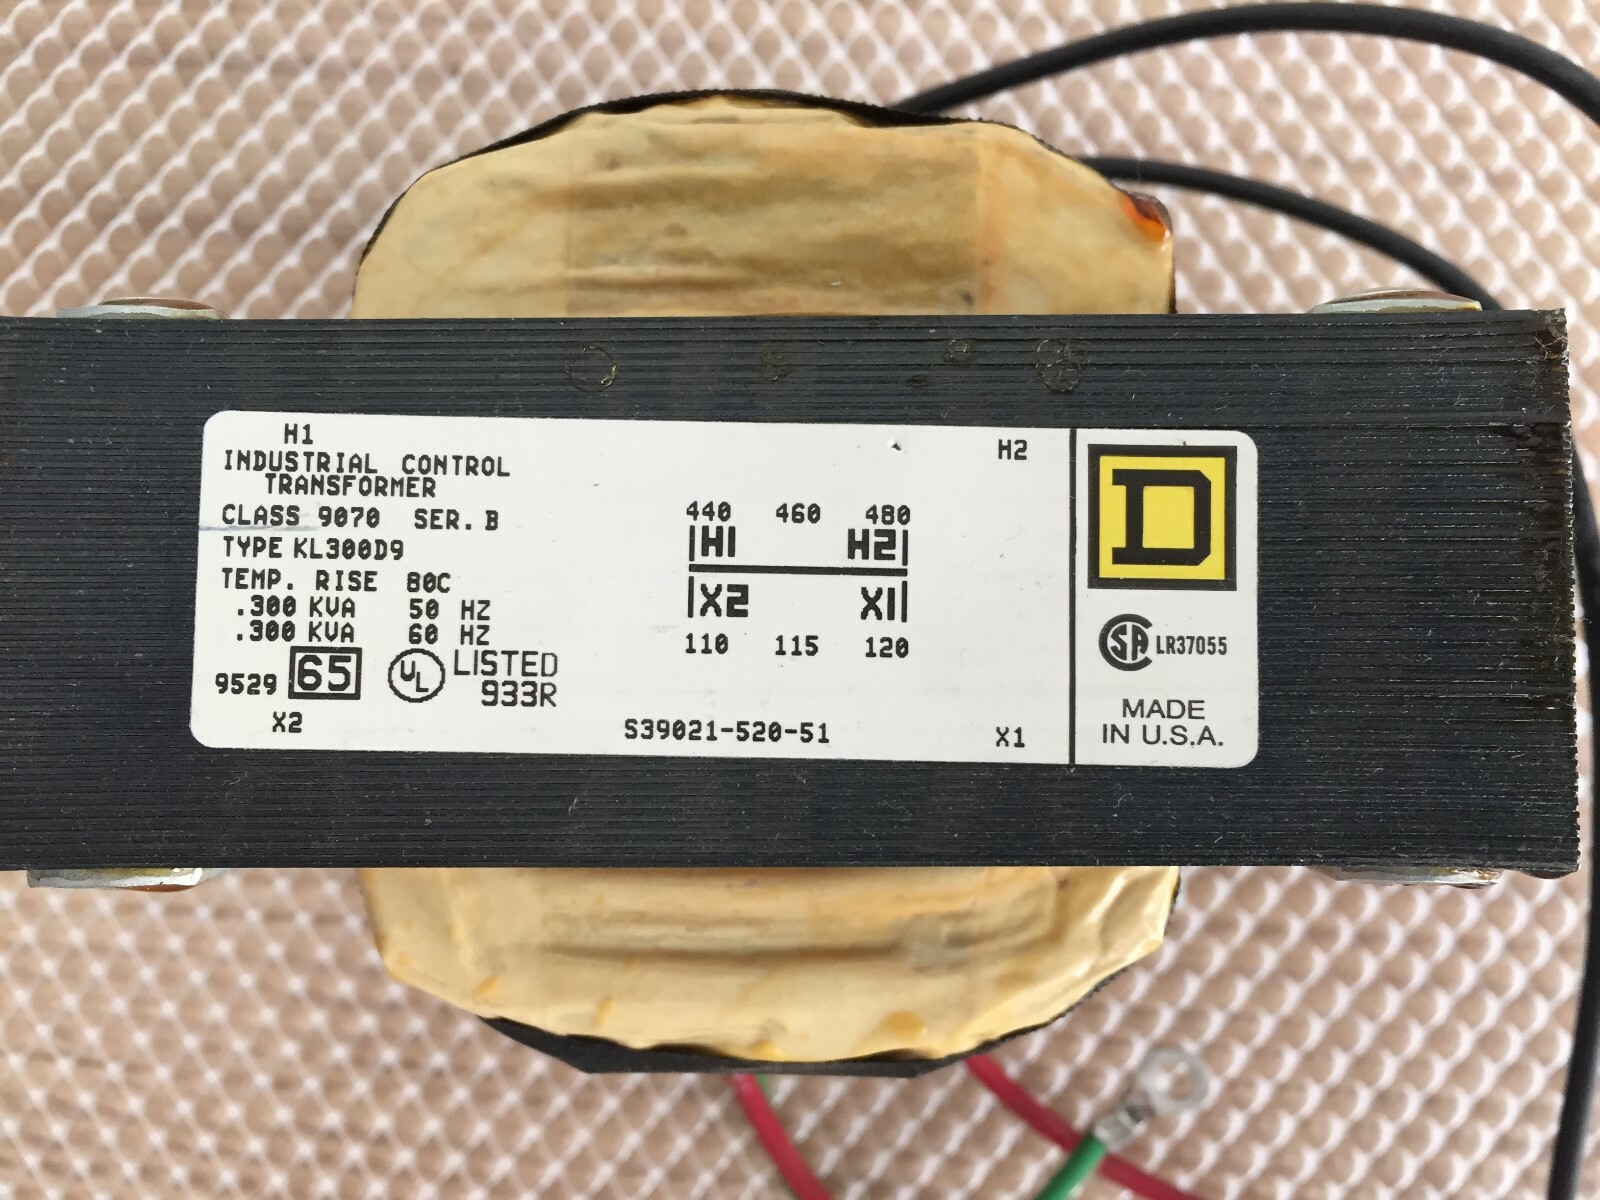 H1
H2
INDUSTRIAL CONTROL
TRANSFORMER
CLASS 9070 SER. B
TYPE KL300D9
TEMP. RISE 80C
.300 KVA 50 HZ
.300 KVA 60 HZ
9529 65 UL LISTED
933R
X2
440 460 480
H1 H2
X2 X1
110 115 120
S39021-520-51
X1
D
CSA LR37055
MADE
IN U.S.A.